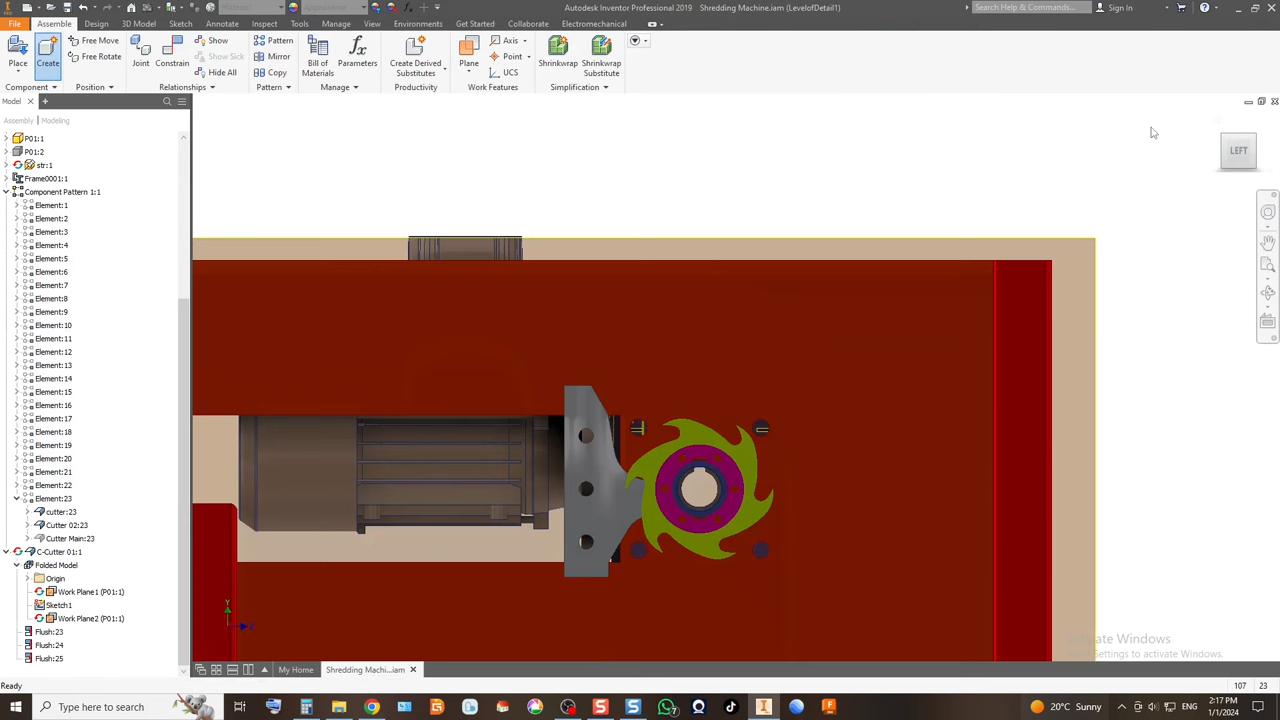 Autodesk Inventor Professional 2019   Shredding Machine.iam (LevelofDetail1)
Search Help & Commands...
Sign In
File
Assemble
Design
3D Model
Sketch
Annotate
Inspect
Tools
Manage
View
Environments
Get Started
Collaborate
Electromechanical
Place
Create
Free Move
Free Rotate
Joint
Constrain
Show
Show Sick
Hide All
Pattern
Mirror
Copy
Bill of
Materials
Parameters
Create Derived
Substitutes
Plane
Axis
Point
UCS
Shrinkwrap
Shrinkwrap
Substitute
Component
Position
Relationships
Pattern
Manage
Productivity
Work Features
Simplification
Model
Assembly
Modeling
P01:1
P01:2
str:1
Frame0001:1
Component Pattern 1:1
Element:1
Element:2
Element:3
Element:4
Element:5
Element:6
Element:7
Element:8
Element:9
Element:10
Element:11
Element:12
Element:13
Element:14
Element:15
Element:16
Element:17
Element:18
Element:19
Element:20
Element:21
Element:22
Element:23
cutter:23
Cutter 02:23
Cutter Main:23
C-Cutter 01:1
Folded Model
Origin
Work Plane1 (P01:1)
Sketch1
Work Plane2 (P01:1)
Flush:23
Flush:24
Flush:25
LEFT
Y
Z
Activate Windows
Settings to activate Windows.
My Home
Shredding Machi...iam
Ready
107
23
Type here to search
20°C Sunny
2:17 PM
1/1/2024